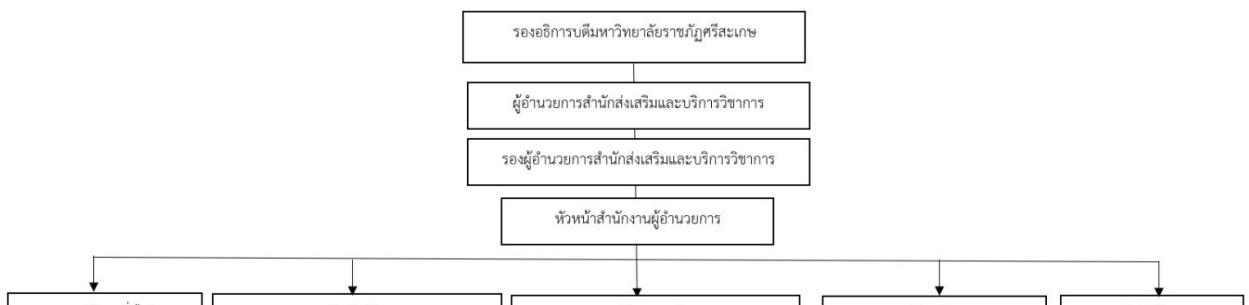 รองอธิการบดีมหาวิทยาลัยราชภัฏศรีสะเกษ
ผู้อำนวยการสำนักส่งเสริมและบริการวิชาการ
รองผู้อำนวยการสำนักส่งเสริมและบริการวิชาการ
หัวหน้าสำนักงานผู้อำนวยการ